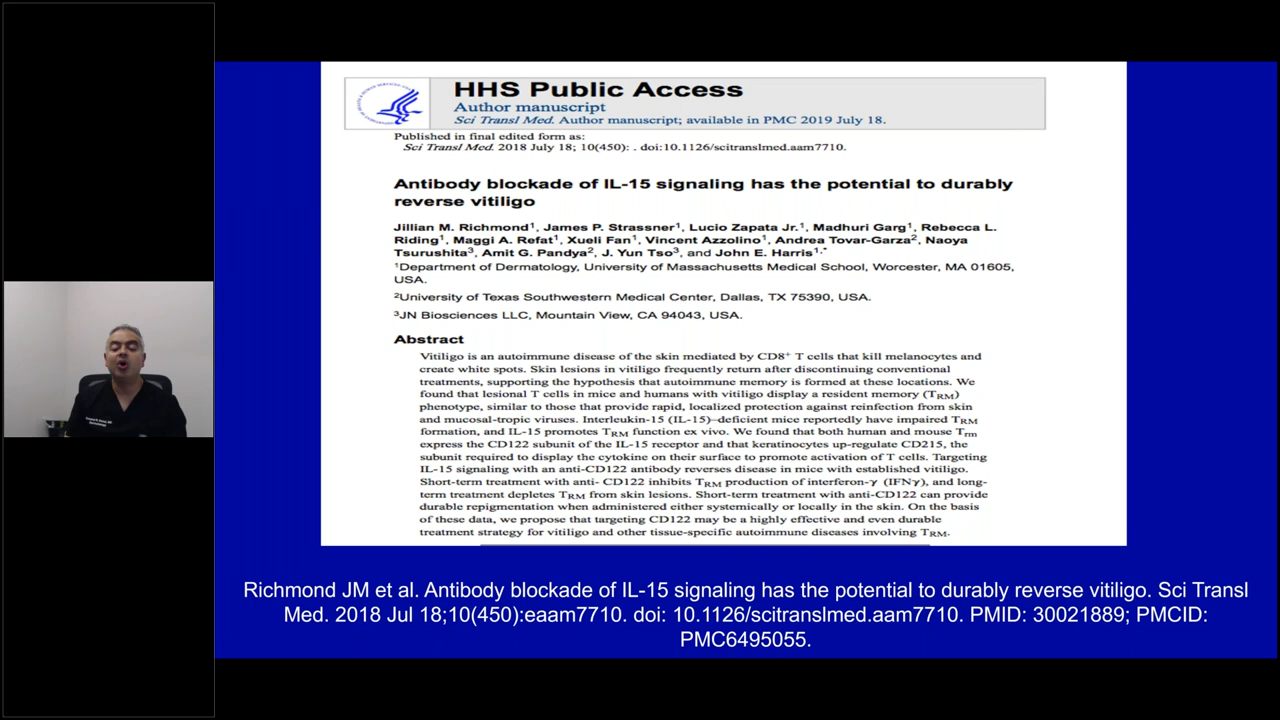 HHS Public Access
Author manuscript
Sci Transl Med. Author manuscript; available in PMC 2019 July 18.
Published in final edited form as:
Sci Transl Med. 2018 July 18; 10(450): . doi:10.1126/scitranslmed.aam7710.
Antibody blockade of IL-15 signaling has the potential to durably
reverse vitiligo
Jillian M. Richmond1, James P. Strassner1, Lucio Zapata Jr.1, Madhuri Garg1, Rebecca L.
Riding1, Maggi A. Refat1, Xueli Fan1, Vincent Azzolino1, Andrea Tovar-Garza2, Naoya
Tsurushita3, Amit G. Pandya2, J. Yun Tso3, and John E. Harris1,*
1Department of Dermatology, University of Massachusetts Medical School, Worcester, MA 01605,
USA.
2University of Texas Southwestern Medical Center, Dallas, TX 75390, USA.
3JN Biosciences LLC, Mountain View, CA 94043, USA.
Abstract
Vitiligo is an autoimmune disease of the skin mediated by CD8+ T cells that kill melanocytes and
create white spots. Skin lesions in vitiligo frequently return after discontinuing conventional
treatments, supporting the hypothesis that autoimmune memory is formed at these locations. We
found that lesional T cells in mice and humans with vitiligo display a resident memory (TRM)
phenotype, similar to those that provide rapid, localized protection against reinfection from skin
and mucosal-tropic viruses. Interleukin-15 (IL-15)–deficient mice reportedly have impaired TRM
formation, and IL-15 promotes TRM function ex vivo. We found that both human and mouse Trm
express the CD122 subunit of the IL-15 receptor and that keratinocytes up-regulate CD215, the
subunit required to display the cytokine on their surface to promote activation of T cells. Targeting
IL-15 signaling with an anti-CD122 antibody reverses disease in mice with established vitiligo.
Short-term treatment with anti- CD122 inhibits TRM production of interferon-γ (IFNγ), and long-
term treatment depletes TRM from skin lesions. Short-term treatment with anti-CD122 can provide
durable repigmentation when administered either systemically or locally in the skin. On the basis
of these data, we propose that targeting CD122 may be a highly effective and even durable
treatment strategy for vitiligo and other tissue-specific autoimmune diseases involving TRM.
Richmond JM et al. Antibody blockade of IL-15 signaling has the potential to durably reverse vitiligo. Sci Transl
Med. 2018 Jul 18;10(450):eaam7710. doi: 10.1126/scitranslmed.aam7710. PMID: 30021889; PMCID:
PMC6495055.